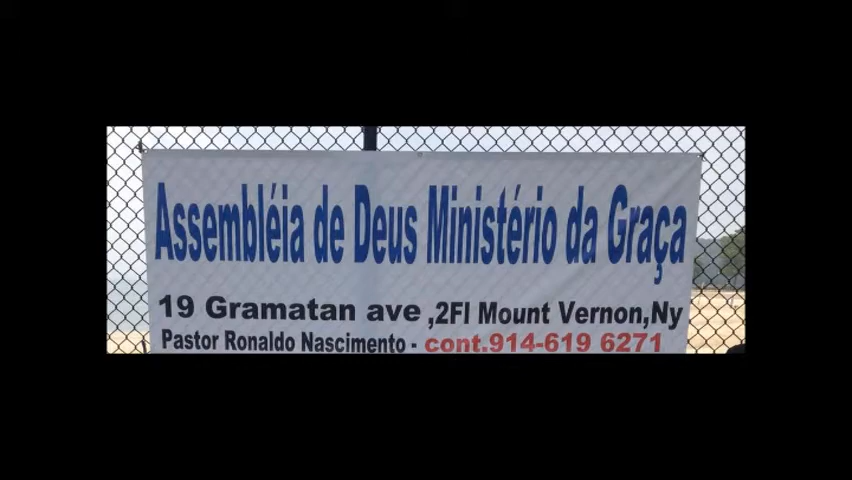 Assembléia de Deus Ministério da Graça
19 Gramatan ave ,2Fl Mount Vernon,Ny
Pastor Ronaldo Nascimento - cont.914-619 6271